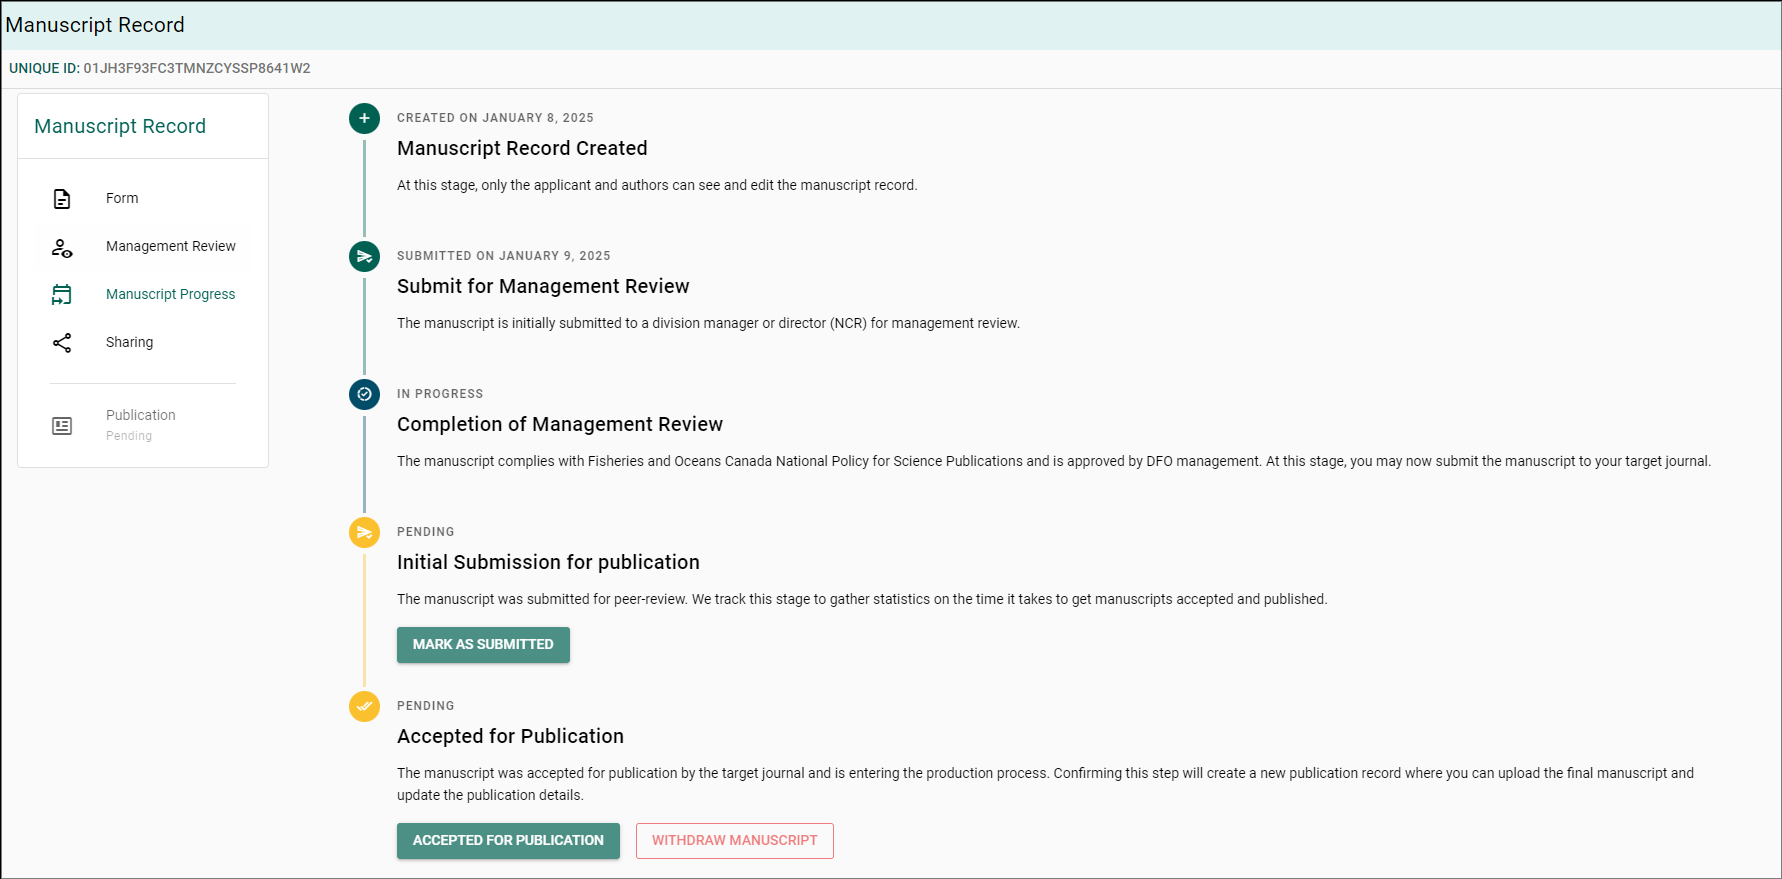 Manuscript Record
UNIQUE ID: 01JH3F93FC3TMNZCYSSP8641W2
Manuscript Record
Form
Management Review
Manuscript Progress
Sharing
Publication
Pending
CREATED ON JANUARY 8, 2025
Manuscript Record Created
At this stage, only the applicant and authors can see and edit the manuscript record.
SUBMITTED ON JANUARY 9, 2025
Submit for Management Review
The manuscript is initially submitted to a division manager or director (NCR) for management review.
IN PROGRESS
Completion of Management Review
The manuscript complies with Fisheries and Oceans Canada National Policy for Science Publications and is approved by DFO management. At this stage, you may now submit the manuscript to your target journal.
PENDING
Initial Submission for publication
The manuscript was submitted for peer-review. We track this stage to gather statistics on the time it takes to get manuscripts accepted and published.
MARK AS SUBMITTED
PENDING
Accepted for Publication
The manuscript was accepted for publication by the target journal and is entering the production process. Confirming this step will create a new publication record where you can upload the final manuscript and
update the publication details.
ACCEPTED FOR PUBLICATION
WITHDRAW MANUSCRIPT